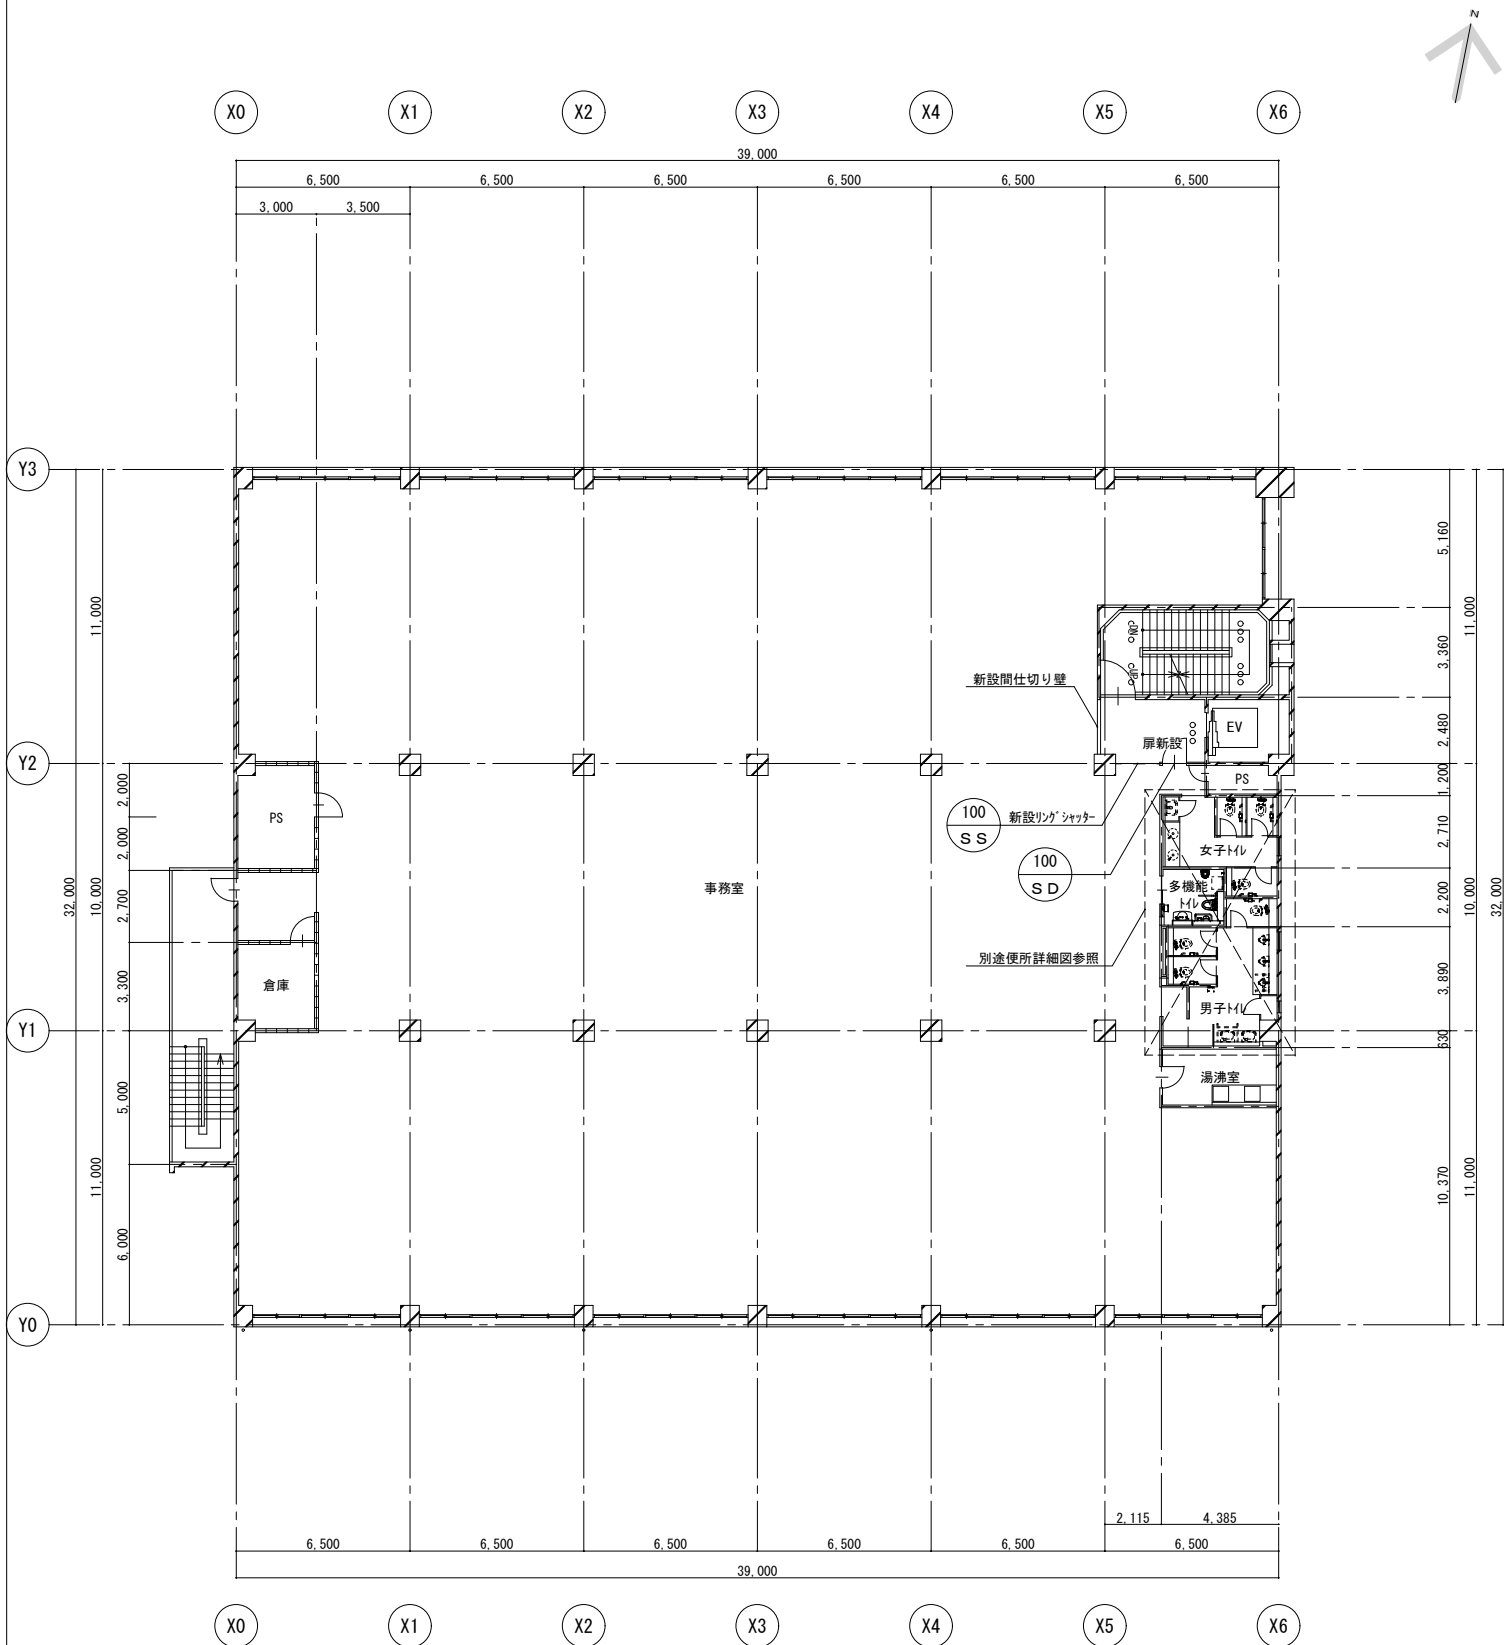 N
X0 X1 X2 X3 X4 X5 X6
39,000
6,500 6,500 6,500 6,500 6,500 6,500
3,000 3,500
Y3
5,160
11,000
11,000
3,360
DN
UP
新設間仕切り壁
2,480
EV
扉新設
Y2
2,000
1,200
PS
PS
100
SS
新設リングシャッター
2,710
2,000
女子トイレ
100
SD
事務室
多機能
トイレ
32,000
10,000
2,700
2,200
10,000
32,000
別途便所詳細図参照
3,300
倉庫
3,890
男子トイレ
Y1
630
湯沸室
5,000
11,000
10,370
11,000
6,000
Y0
2,115 4,385
6,500 6,500 6,500 6,500 6,500 6,500
39,000
X0 X1 X2 X3 X4 X5 X6